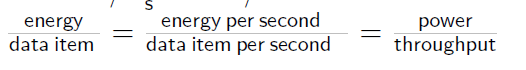 energy / data item = energy per second / data item per second = power / throughput